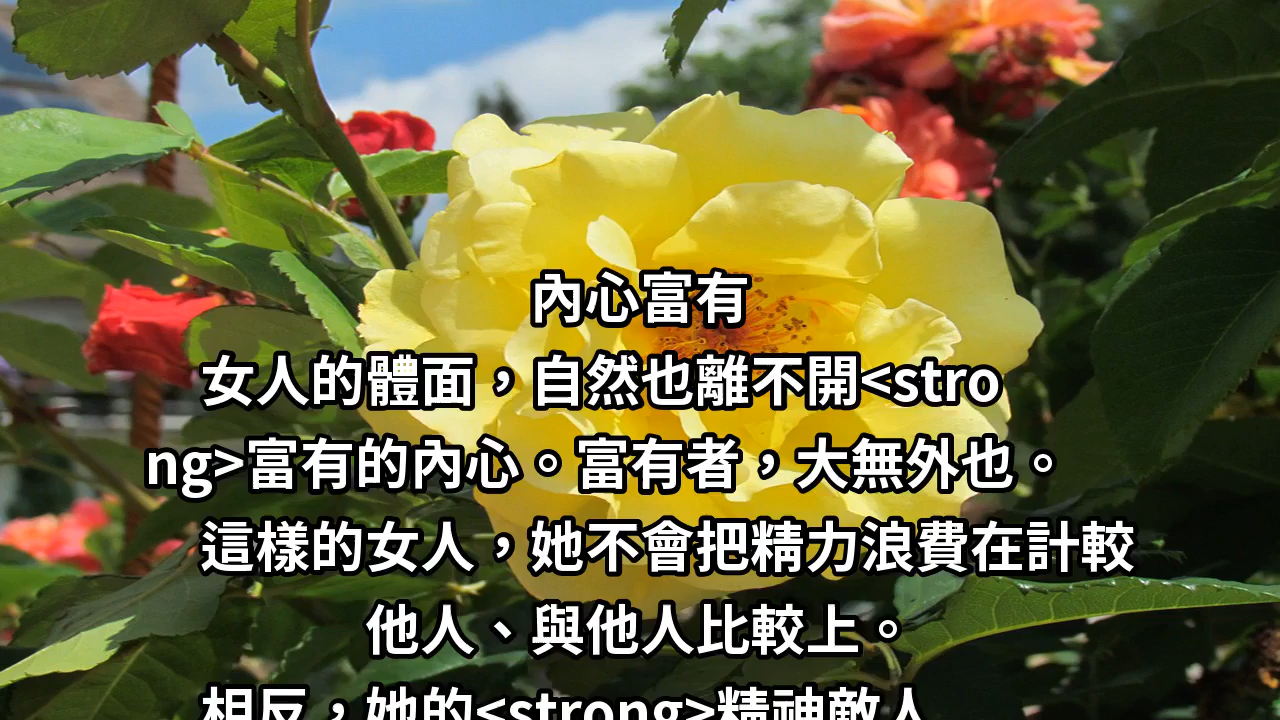 內心富有
女人的體面，自然也離不開<stro
ng>富有的內心。富有者，大無外也。
這樣的女人，她不會把精力浪費在計較
他人、與他人比較上。
相反，她的<strong>精神敵人